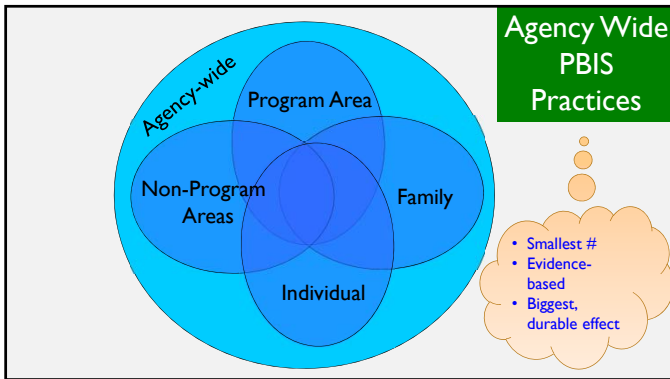 Agency Wide
PBIS
Practices
Agency-wide
Program Area
Non-Program
Areas
Family
Individual
• Smallest #
• Evidence-
based
• Biggest,
durable effect